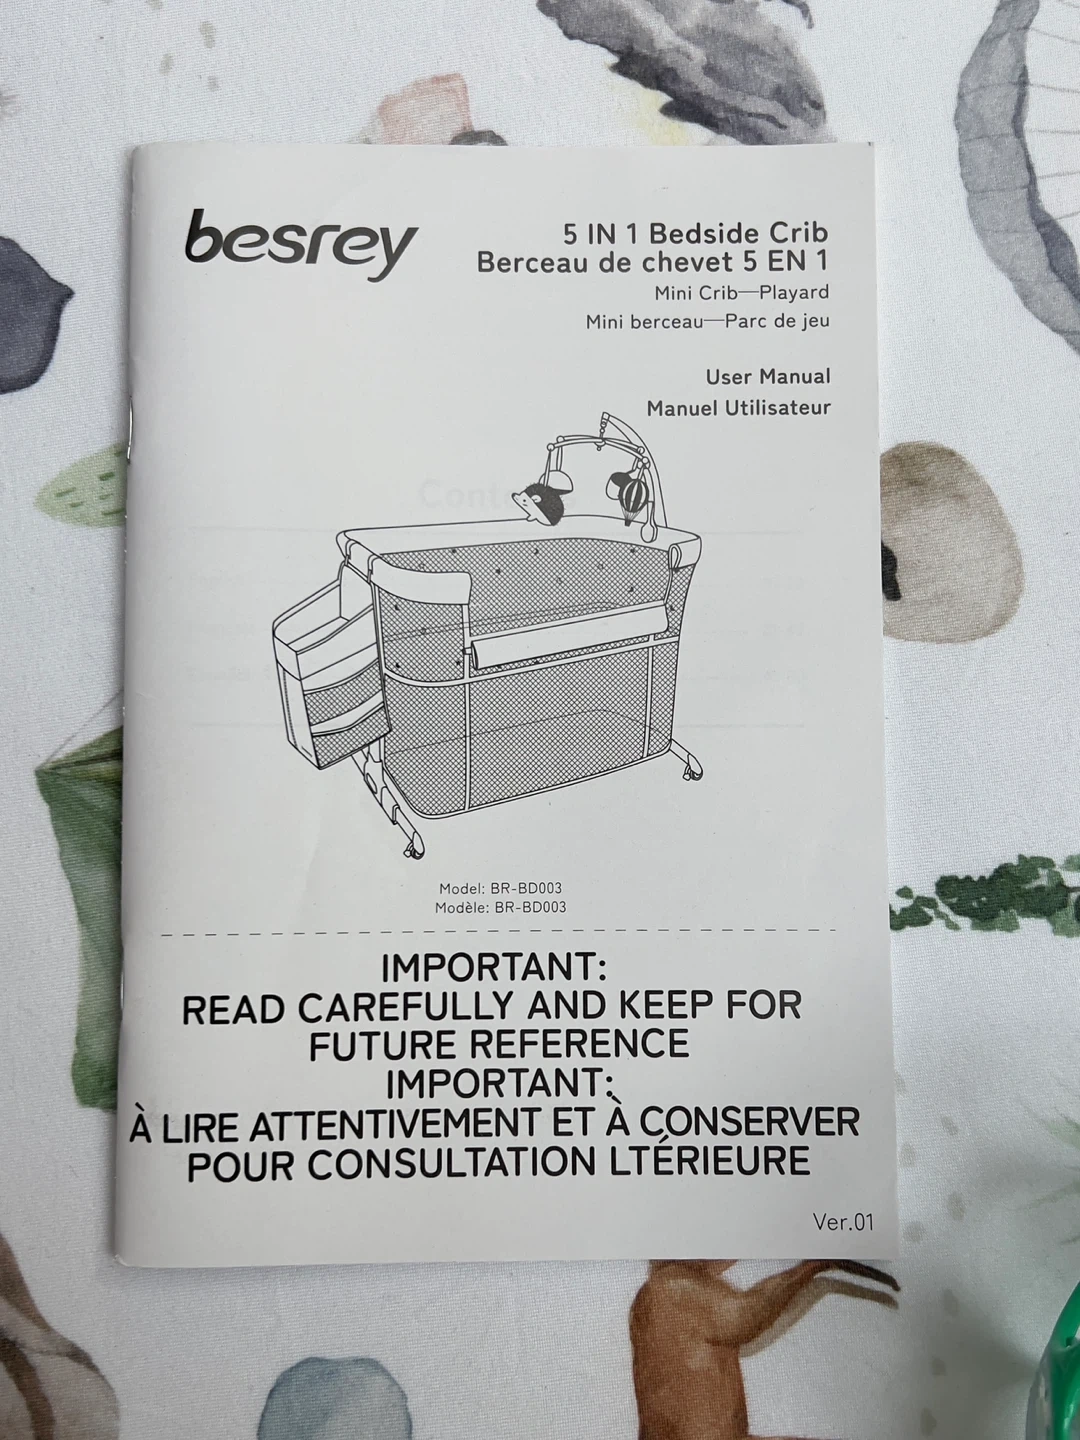 besrey
5 IN 1 Bedside Crib
Berceau de chevet 5 EN 1
Mini Crib—Playard
Mini berceau—Parc de jeu
User Manual
Manuel Utilisateur
Model: BR-BD003
Modèle: BR-BD003
IMPORTANT:
READ CAREFULLY AND KEEP FOR
FUTURE REFERENCE
IMPORTANT:
À LIRE ATTENTIVEMENT ET À CONSERVER
POUR CONSULTATION LTÉRIEURE
Ver.01